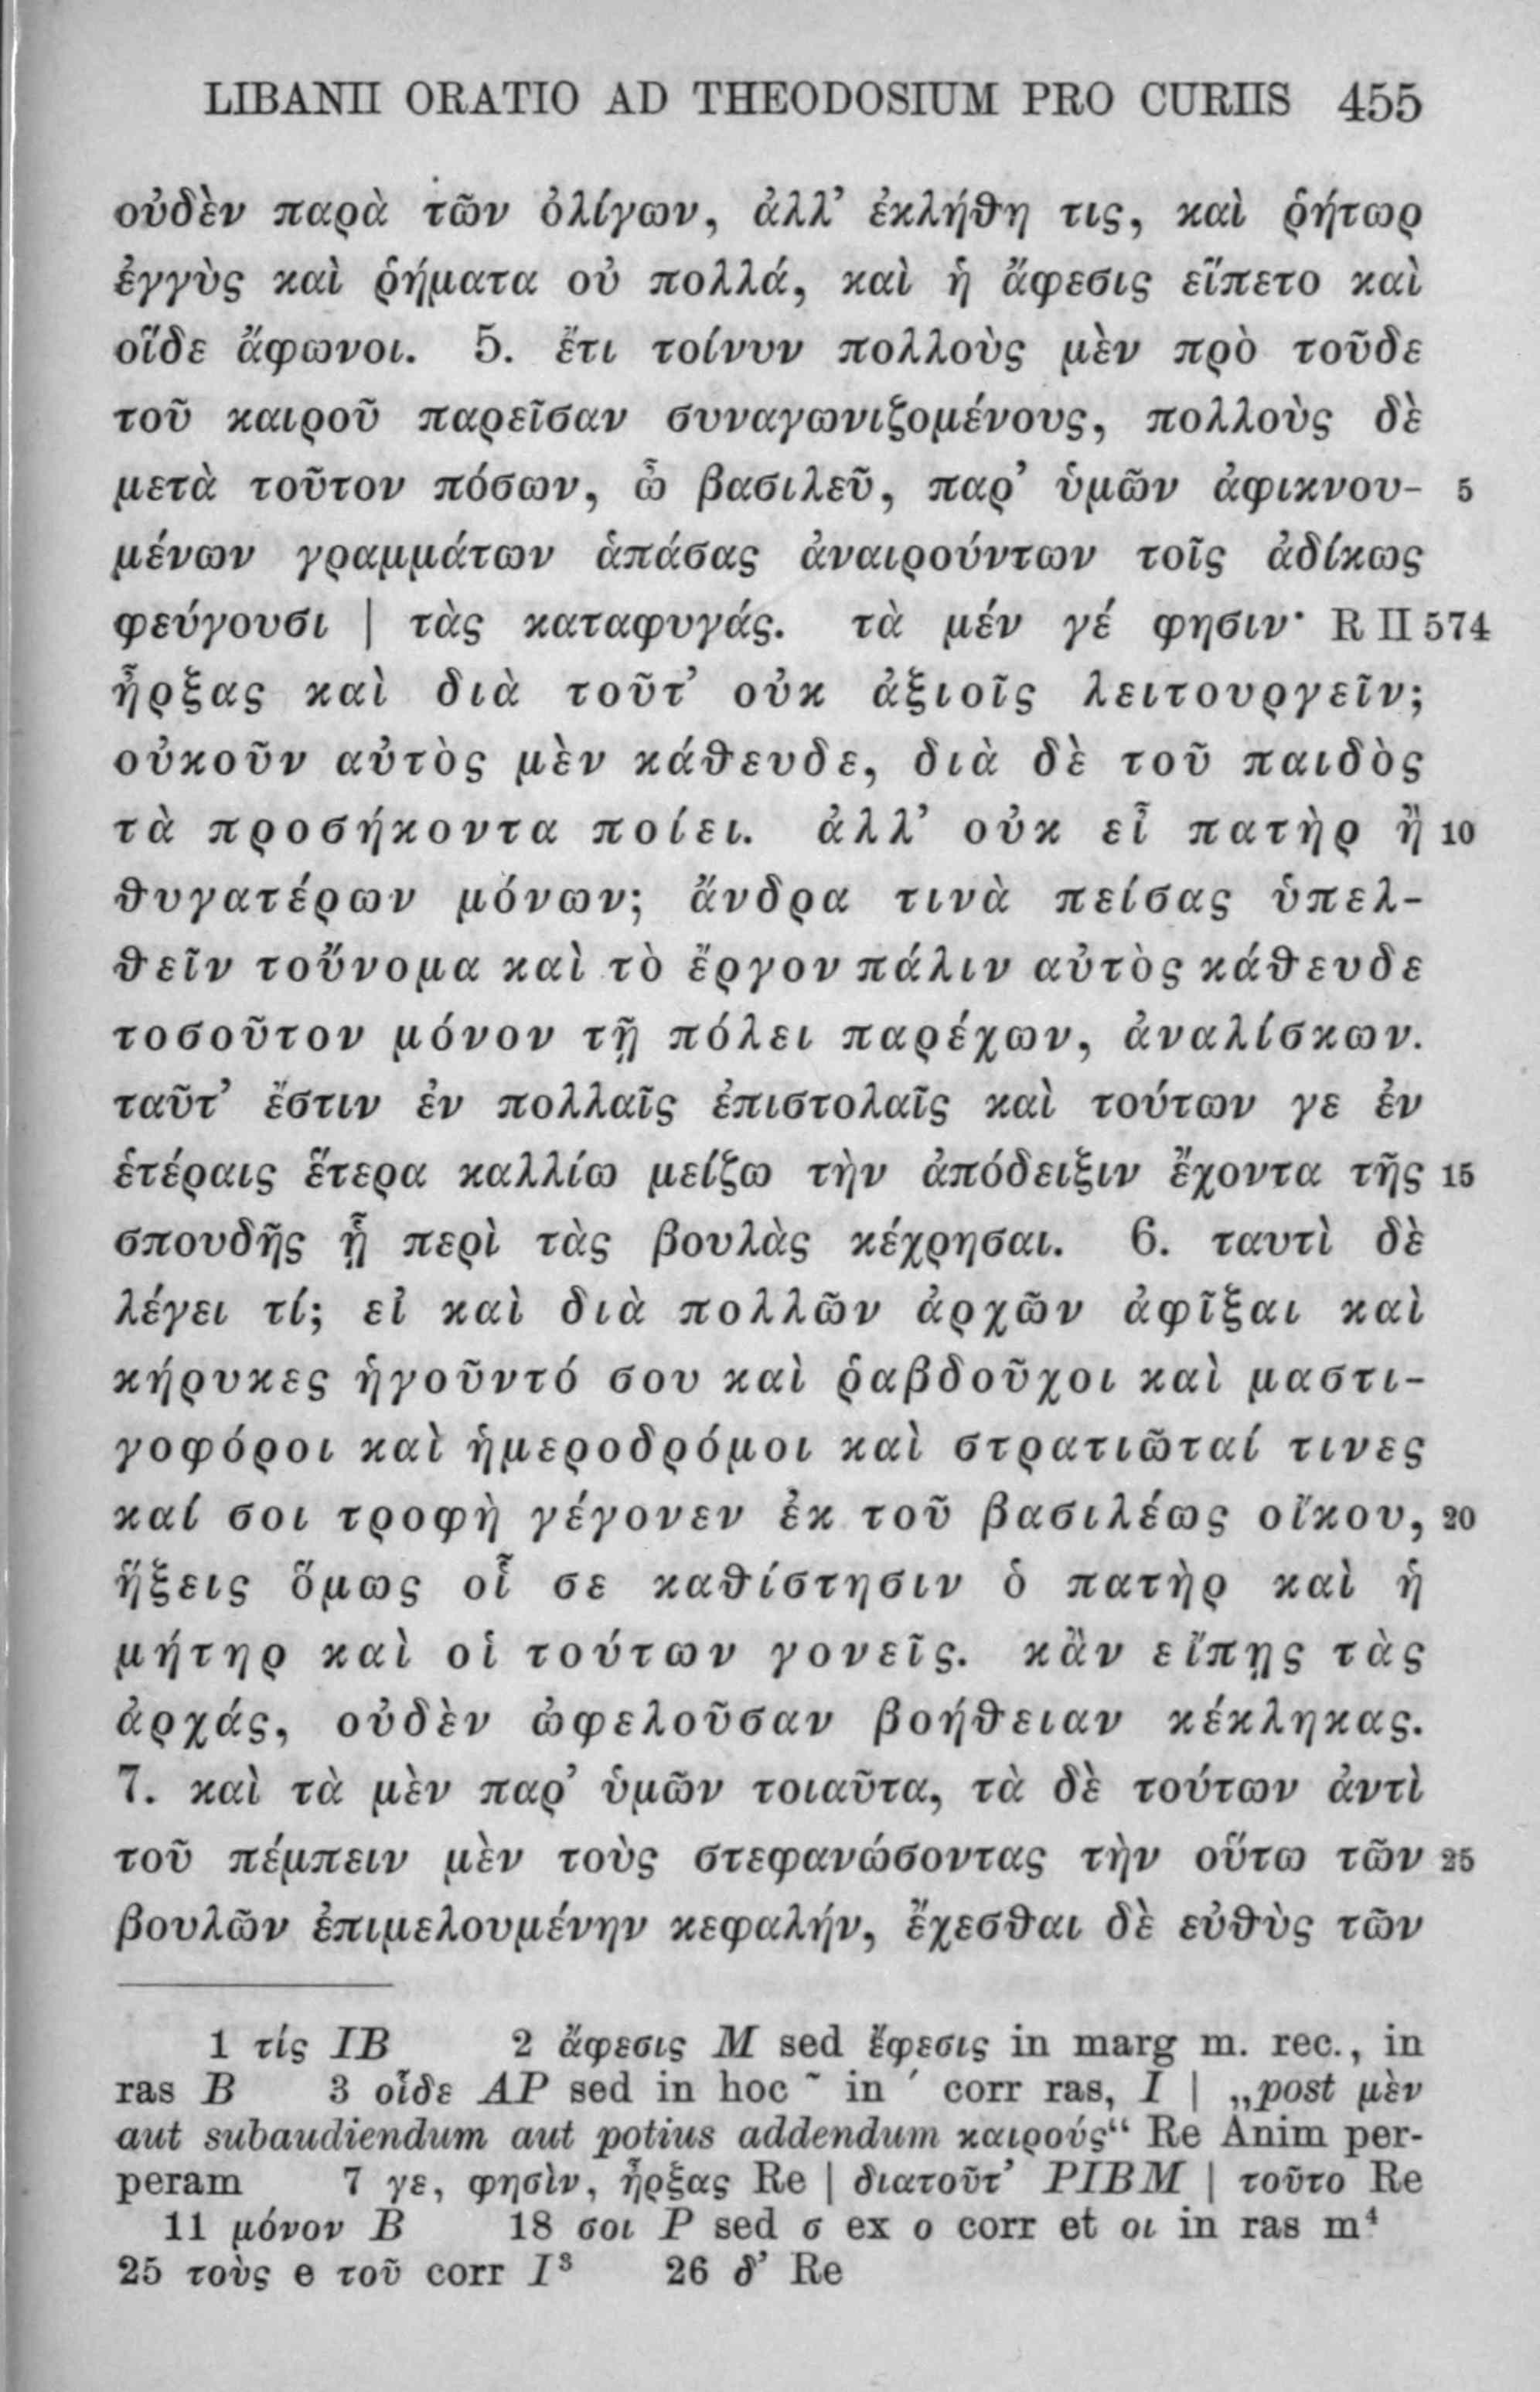 LIBANII ORATIO AD THEODOSIUM PRO CURIIS 455
οὐδὲν παρὰ τῶν ὀλίγων, ἀλλ’ ἐκλήθη τις, καὶ ῥήτωρ
ἐγγὺς καὶ ῥήματα οὐ πολλά, καὶ ἡ ἄφεσις εἵπετο καὶ
οἵδε ἄφωνοι. 5. ἔτι τοίνυν πολλοὺς μὲν πρὸ τοῦδε
τοῦ καιροῦ παρεῖσαν συναγωνιζομένους, πολλοὺς δὲ
μετὰ τοῦτον πόσων, ὦ βασιλεῦ, παρ’ ὑμῶν ἀφικνου- 5
μένων γραμμάτων ἁπάσας ἀναιρούντων τοῖς ἀδίκως
φεύγουσι | τὰς καταφυγάς. τὰ μέν γέ φησιν· R II 574
ἦρξας καὶ διὰ τοῦτ’ οὐκ ἀξιοῖς λειτουργεῖν;
οὐκοῦν αὐτὸς μὲν κάθευδε, διὰ δὲ τοῦ παιδὸς
τὰ προσήκοντα ποίει. ἀλλ’ οὐκ εἶ πατὴρ ἢ 10
θυγατέρων μόνων; ἄνδρα τινὰ πείσας ὑπελ-
θεῖν τοὔνομα καὶ τὸ ἔργον πάλιν αὐτὸς κάθευδε
τοσοῦτον μόνον τῇ πόλει παρέχων, ἀναλίσκων.
ταῦτ’ ἔστιν ἐν πολλαῖς ἐπιστολαῖς καὶ τούτων γε ἐν
ἑτέραις ἕτερα καλλίω μείζω τὴν ἀπόδειξιν ἔχοντα τῆς 15
σπουδῆς ᾗ περὶ τὰς βουλὰς κέχρησαι. 6. ταυτὶ δὲ
λέγει τί; εἰ καὶ διὰ πολλῶν ἀρχῶν ἀφῖξαι καὶ
κήρυκες ἡγοῦντό σου καὶ ῥαβδοῦχοι καὶ μαστι-
γοφόροι καὶ ἡμεροδρόμοι καὶ στρατιῶταί τινες
καί σοι τροφὴ γέγονεν ἐκ τοῦ βασιλέως οἴκου, 20
ἥξεις ὅμως οἷ σε καθίστησιν ὁ πατὴρ καὶ ἡ
μήτηρ καὶ οἱ τούτων γονεῖς. κἂν εἴπῃς τὰς
ἀρχάς, οὐδὲν ὠφελοῦσαν βοήθειαν κέκληκας.
7. καὶ τὰ μὲν παρ’ ὑμῶν τοιαῦτα, τὰ δὲ τούτων ἀντὶ
τοῦ πέμπειν μὲν τοὺς στεφανώσοντας τὴν οὕτω τῶν 25
βουλῶν ἐπιμελουμένην κεφαλήν, ἔχεσθαι δὲ εὐθὺς τῶν
1 τίς IB 2 ἄφεσις M sed ἔφεσις in marg m. rec., in
ras B 3 οἷδε AP sed in hoc ῀ in ´ corr ras, I | „post μὲν
aut subaudiendum aut potius addendum καιρούς“ Re Anim per-
peram 7 γε, φησὶν, ἦρξας Re | διατοῦτ’ PIBM | τοῦτο Re
11 μόνον B 18 σοι P sed σ ex ο corr et οι in ras m⁴
25 τοὺς e τοῦ corr I³ 26 δ’ Re